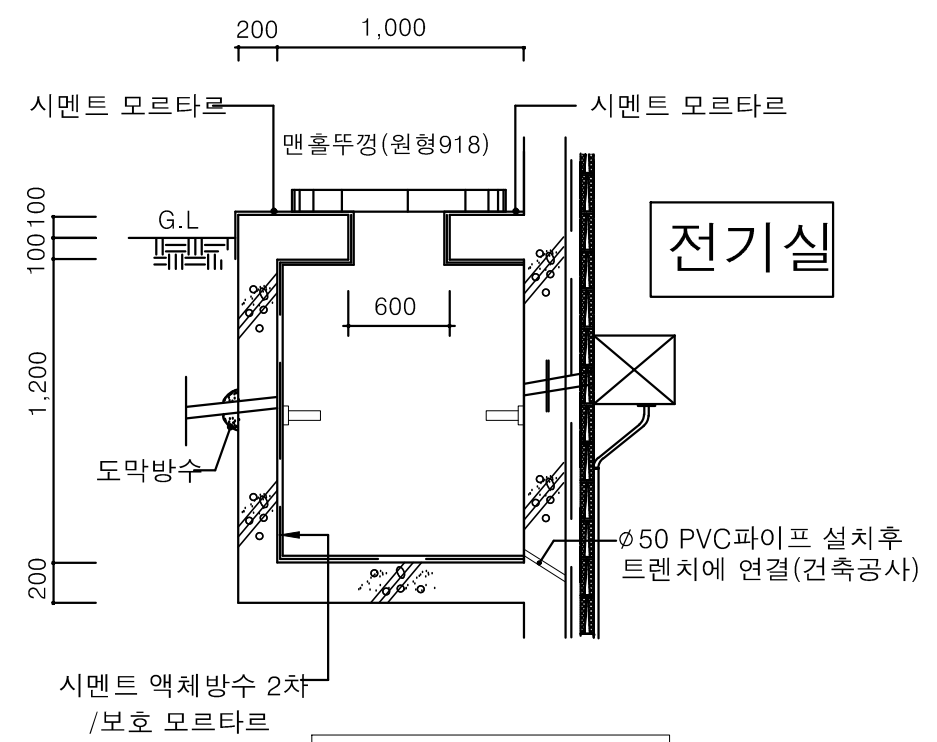 200
1,000
시멘트 모르타르
시멘트 모르타르
맨홀뚜껑(원형918)
100
G.L
100
전기실
600
1,200
도막방수
Ø50 PVC파이프 설치후
트렌치에 연결(건축공사)
200
시멘트 액체방수 2차
/보호 모르타르